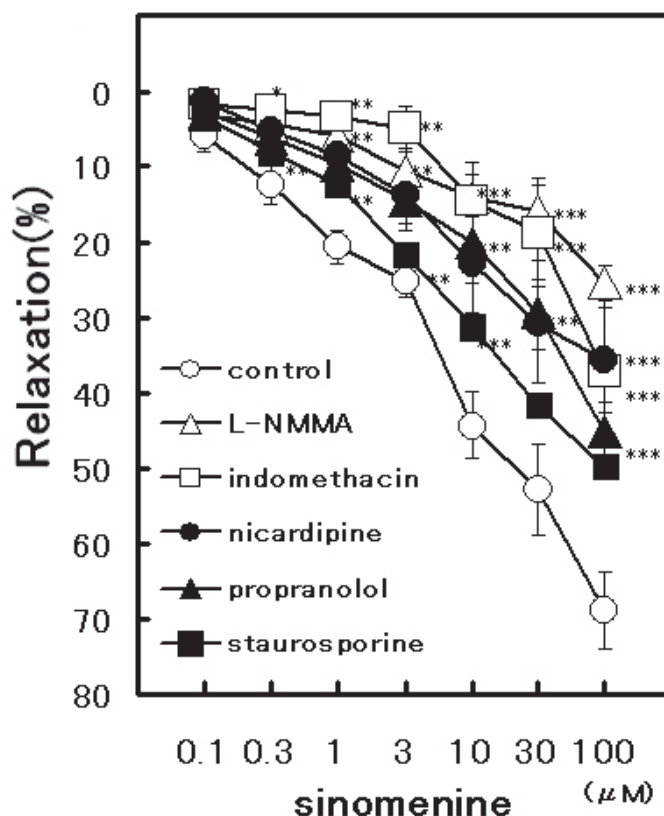 Relaxation(%)
0
10
20
30
40
50
60
70
80
*
**
**
**
**
**
**
***
**
***
**
***
***
***
***
***
***
control
L-NMMA
indomethacin
nicardipine
propranolol
staurosporine
0.1 0.3 1 3 10 30 100
(μM)
sinomenine